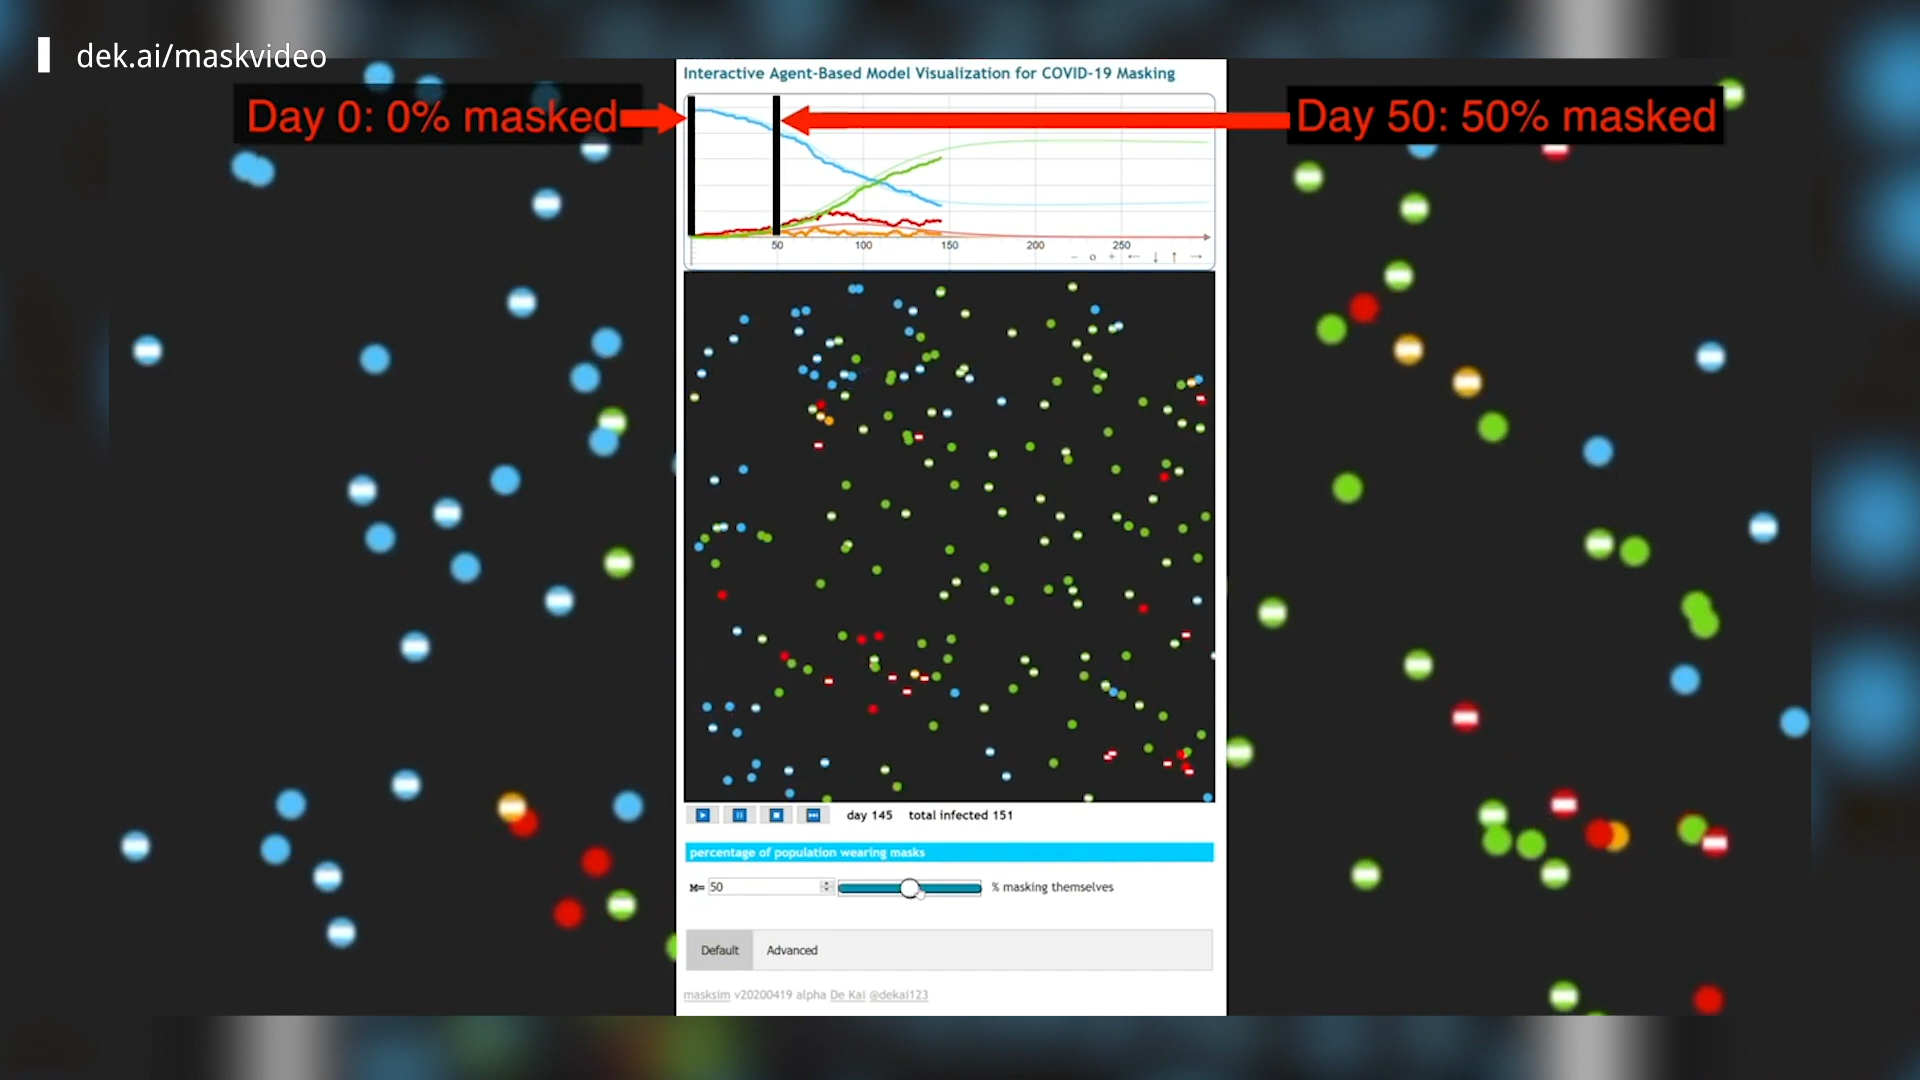 dek.ai/maskvideo
Interactive Agent-Based Model Visualization for COVID-19 Masking
Day 0: 0% masked
Day 50: 50% masked
50 100 150 200 250
− o + ← ↓ ↑ →
day 145 total infected 151
percentage of population wearing masks
M= 50 % masking themselves
Default Advanced
masksim v20200419 alpha De Kai @dekai123